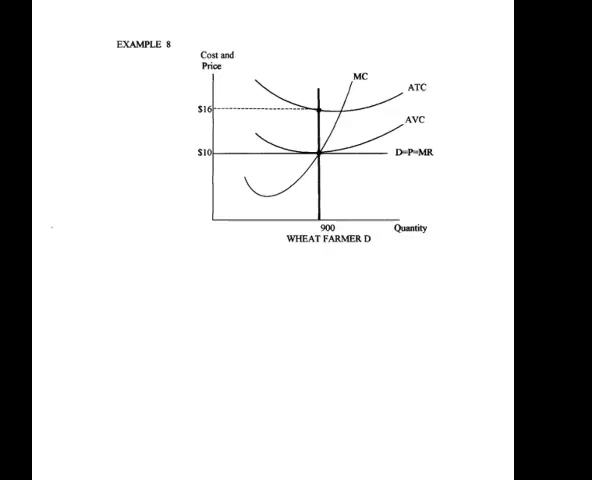 EXAMPLE 8
Cost and
Price
MC
ATC
$16
AVC
$10
D=P=MR
900
Quantity
WHEAT FARMER D